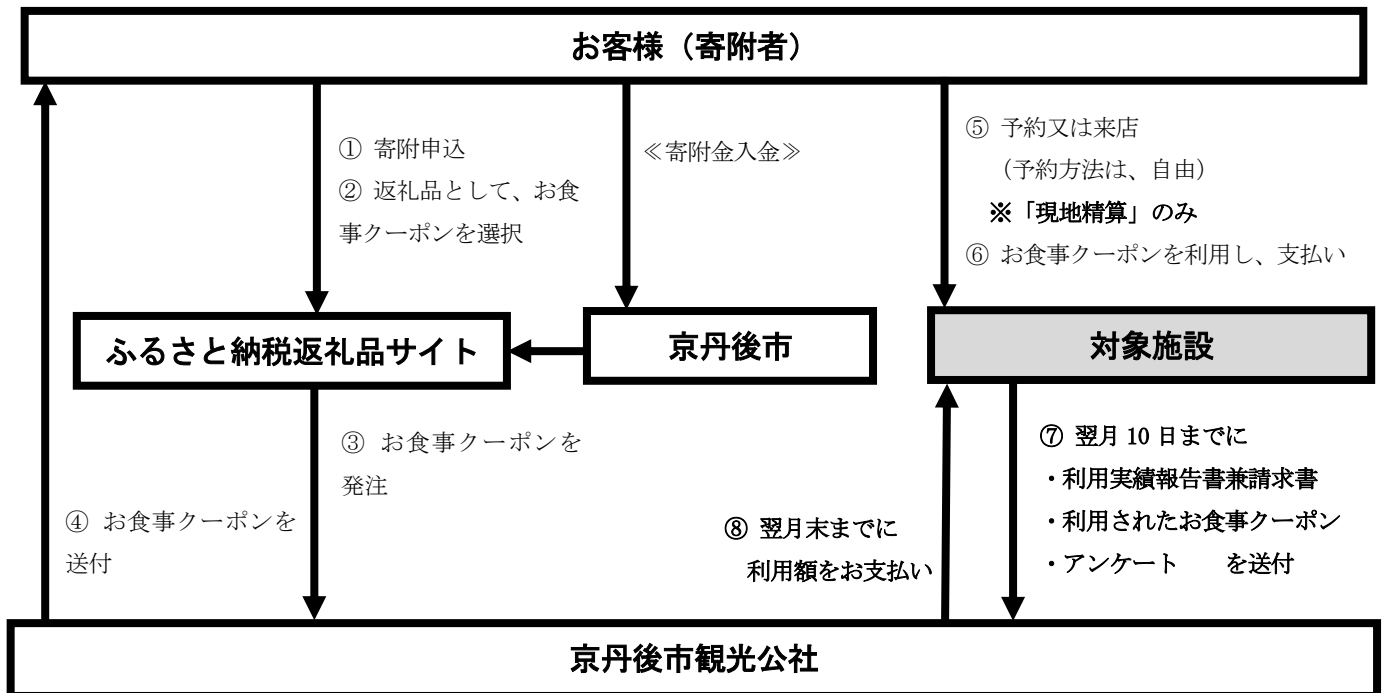 お客様（寄附者）
① 寄附申込
② 返礼品として、お食
事クーポンを選択
≪寄附金入金≫
⑤ 予約又は来店
（予約方法は、自由）
※「現地精算」のみ
⑥ お食事クーポンを利用し、支払い
ふるさと納税返礼品サイト
京丹後市
対象施設
③ お食事クーポンを
発注
④ お食事クーポンを
送付
⑧ 翌月末までに
利用額をお支払い
⑦ 翌月 10 日までに
・利用実績報告書兼請求書
・利用されたお食事クーポン
・アンケート　　を送付
京丹後市観光公社